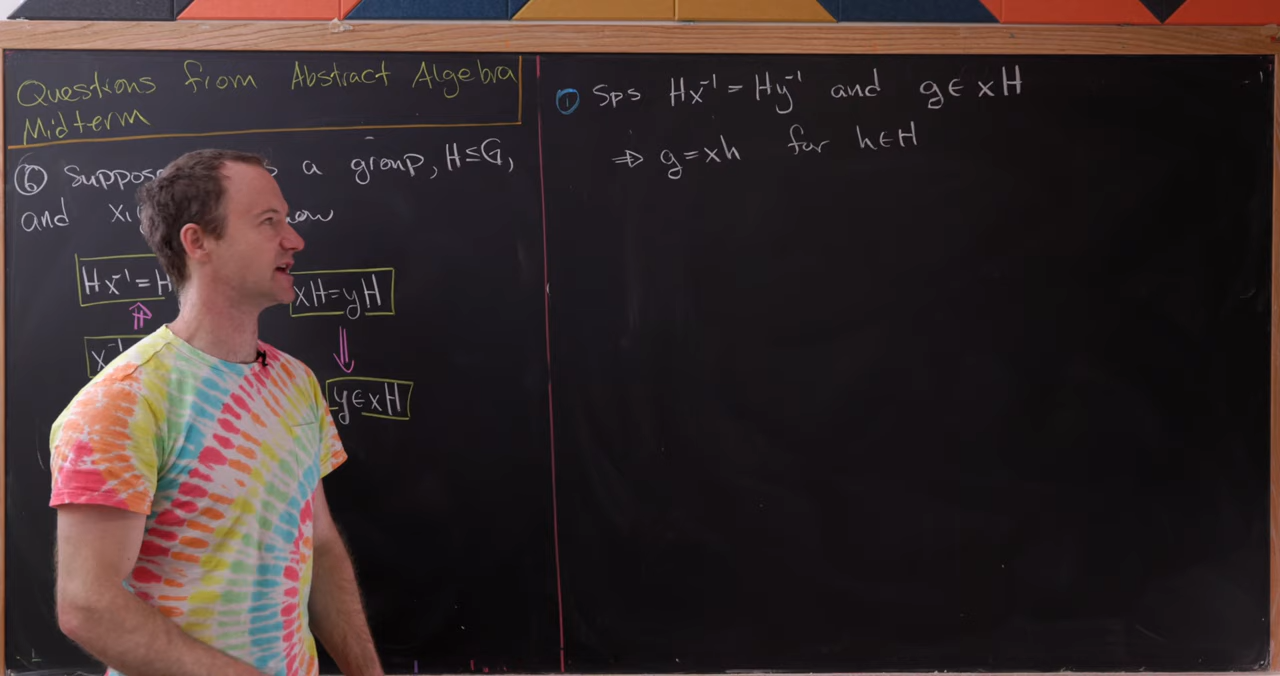 Questions from Abstract Algebra
Midterm
⑥ Suppose a group, H≤G,
and
Hx⁻¹=H
xH=yH
⇑
⇓
x⁻¹
y∈xH
① Sps Hx⁻¹=Hy⁻¹ and g∈xH
⇒ g=xh for h∈H